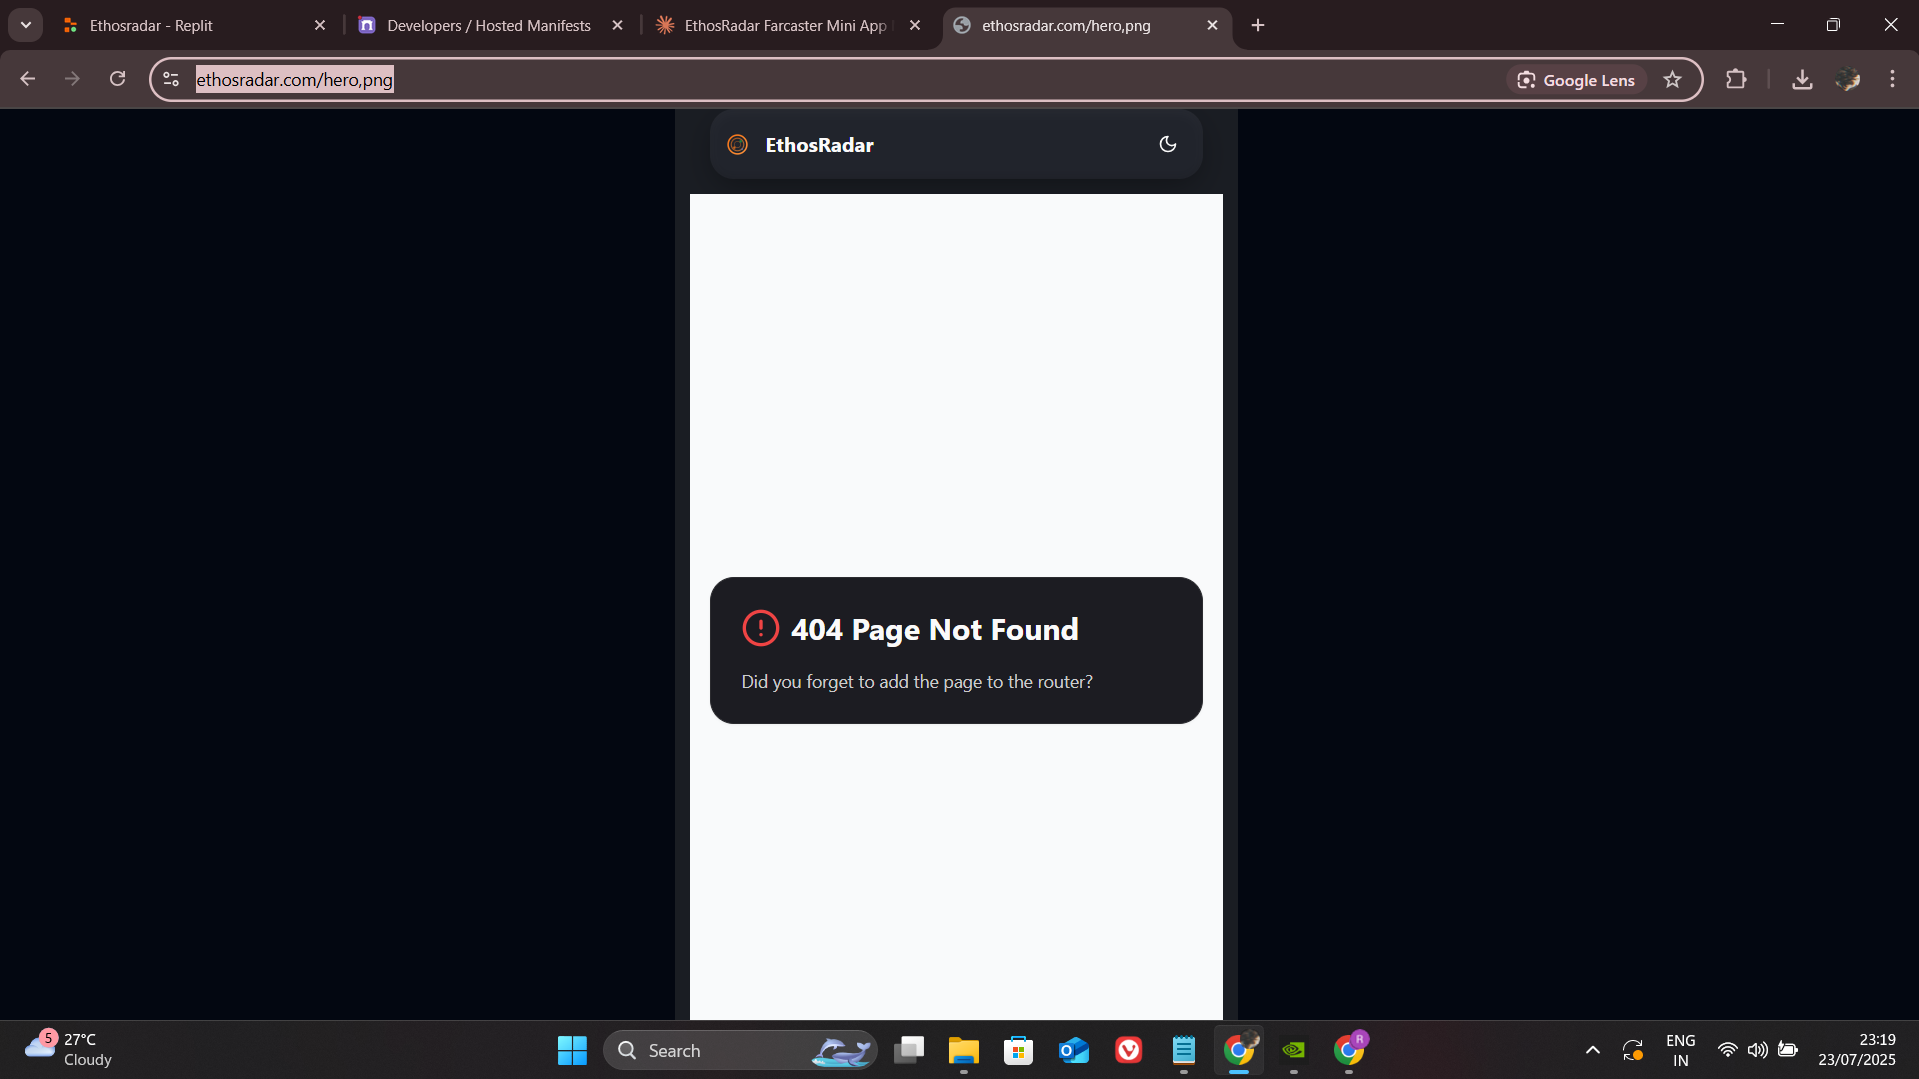 Ethosradar - Replit
Developers / Hosted Manifests
EthosRadar Farcaster Mini App
ethosradar.com/hero,png
ethosradar.com/hero,png
Google Lens
EthosRadar
404 Page Not Found
Did you forget to add the page to the router?
5
27°C
Cloudy
Search
R
ENG
IN
23:19
23/07/2025